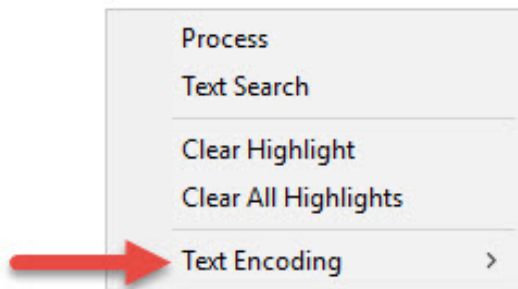 Process
Text Search
Clear Highlight
Clear All Highlights
Text Encoding